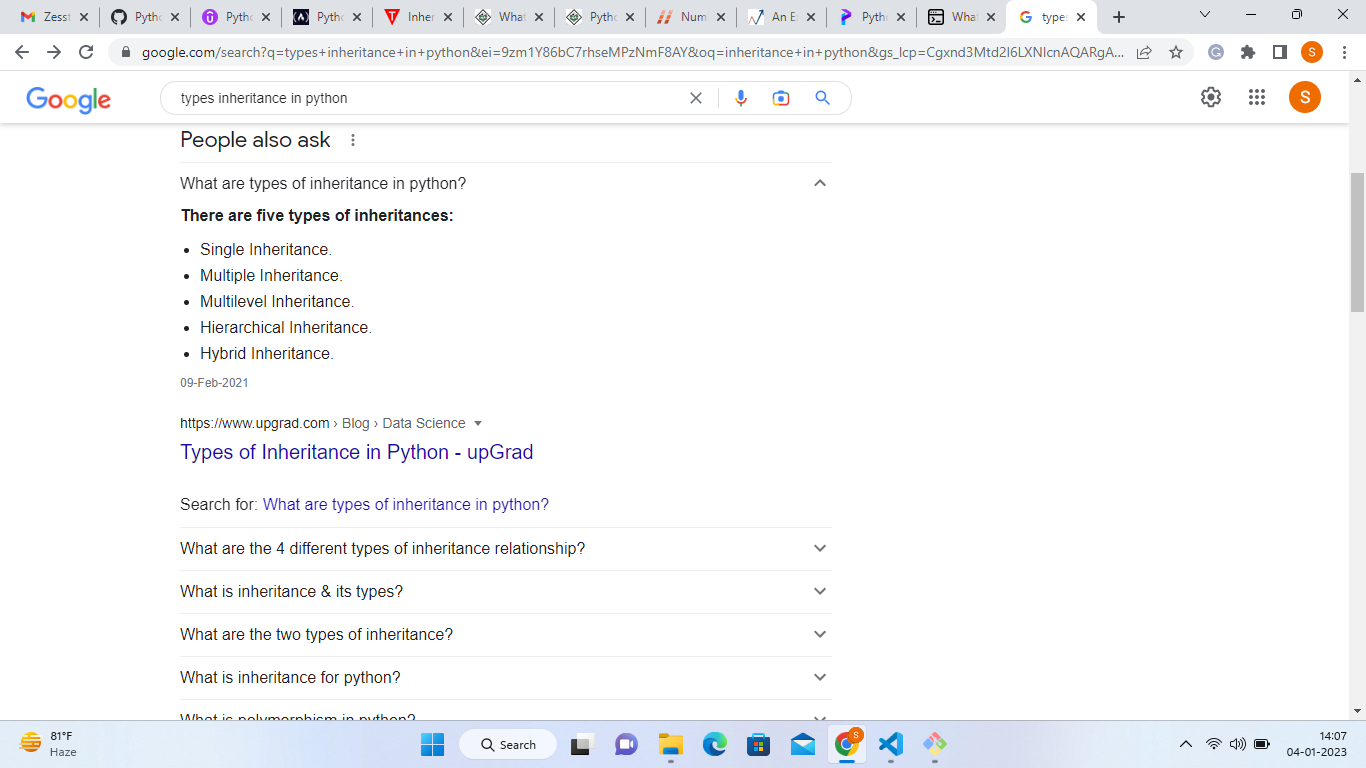 Zesst
Pytho
Pytho
Pytho
Inher
What
Pytho
Num
An E
Pytho
What
types
google.com/search?q=types+inheritance+in+python&ei=9zm1Y86bC7rhseMPzNmF8AY&oq=inheritance+in+python&gs_lcp=Cgxnd3Mtd2l6LXNlcnAQARgA...
S
Google
types inheritance in python
S
People also ask
What are types of inheritance in python?
There are five types of inheritances:
Single Inheritance.
Multiple Inheritance.
Multilevel Inheritance.
Hierarchical Inheritance.
Hybrid Inheritance.
09-Feb-2021
https://www.upgrad.com › Blog › Data Science
Types of Inheritance in Python - upGrad
Search for: What are types of inheritance in python?
What are the 4 different types of inheritance relationship?
What is inheritance & its types?
What are the two types of inheritance?
What is inheritance for python?
What is polymorphism in python?
81°F
Haze
Search
S
14:07
04-01-2023